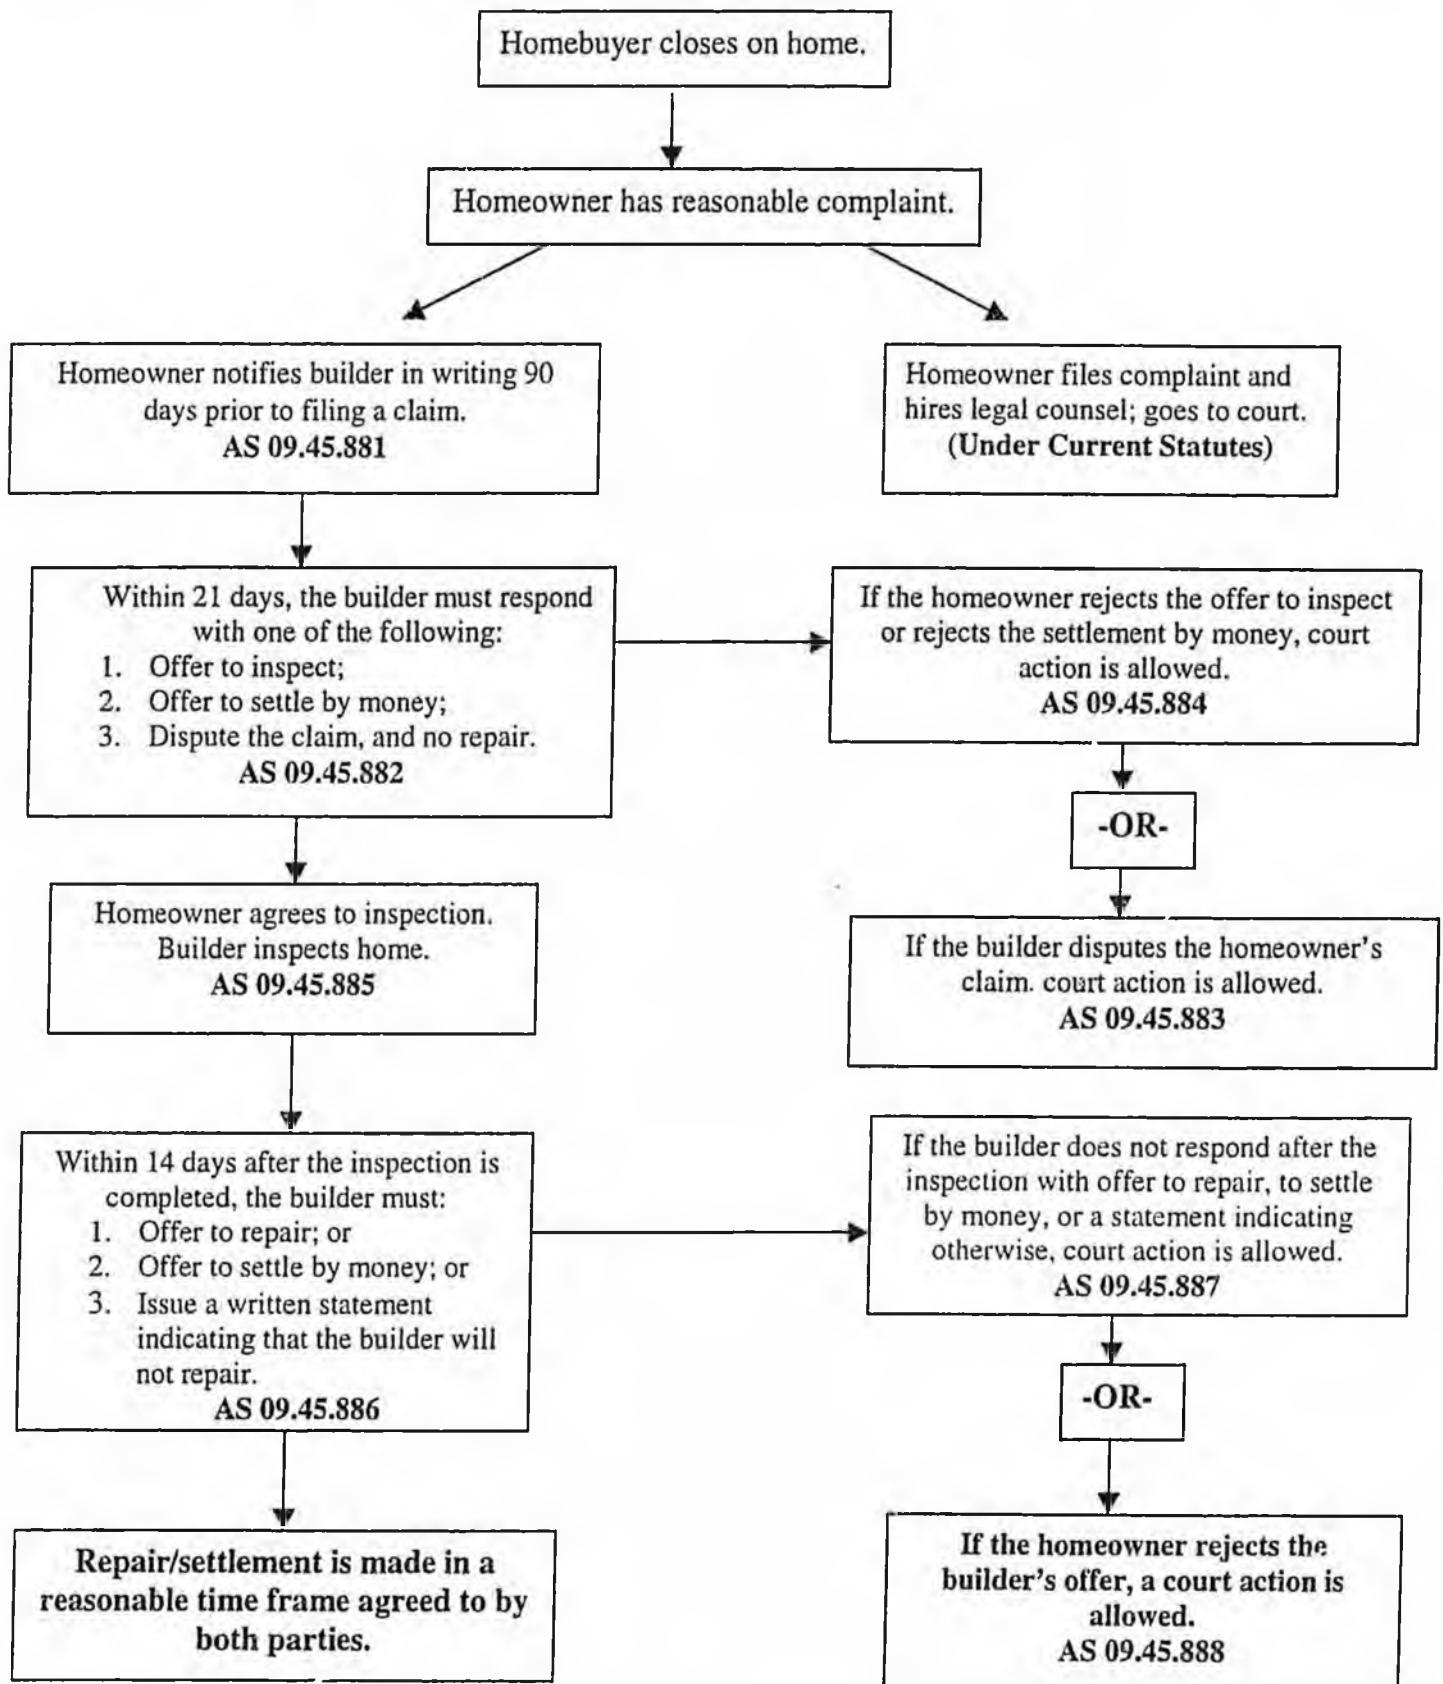 Homebuyer closes on home.
Homeowner has reasonable complaint.
Homeowner notifies builder in writing 90
days prior to filing a claim.
AS 09.45.881
Homeowner files complaint and
hires legal counsel; goes to court.
(Under Current Statutes)
Within 21 days, the builder must respond
with one of the following:
1. Offer to inspect;
2. Offer to settle by money;
3. Dispute the claim, and no repair.
AS 09.45.882
If the homeowner rejects the offer to inspect
or rejects the settlement by money, court
action is allowed.
AS 09.45.884
-OR-
Homeowner agrees to inspection.
Builder inspects home.
AS 09.45.885
If the builder disputes the homeowner's
claim. court action is allowed.
AS 09.45.883
Within 14 days after the inspection is
completed, the builder must:
1. Offer to repair; or
2. Offer to settle by money; or
3. Issue a written statement
indicating that the builder will
not repair.
AS 09.45.886
If the builder does not respond after the
inspection with offer to repair, to settle
by money, or a statement indicating
otherwise, court action is allowed.
AS 09.45.887
-OR-
Repair/settlement is made in a
reasonable time frame agreed to by
both parties.
If the homeowner rejects the
builder's offer, a court action is
allowed.
AS 09.45.888